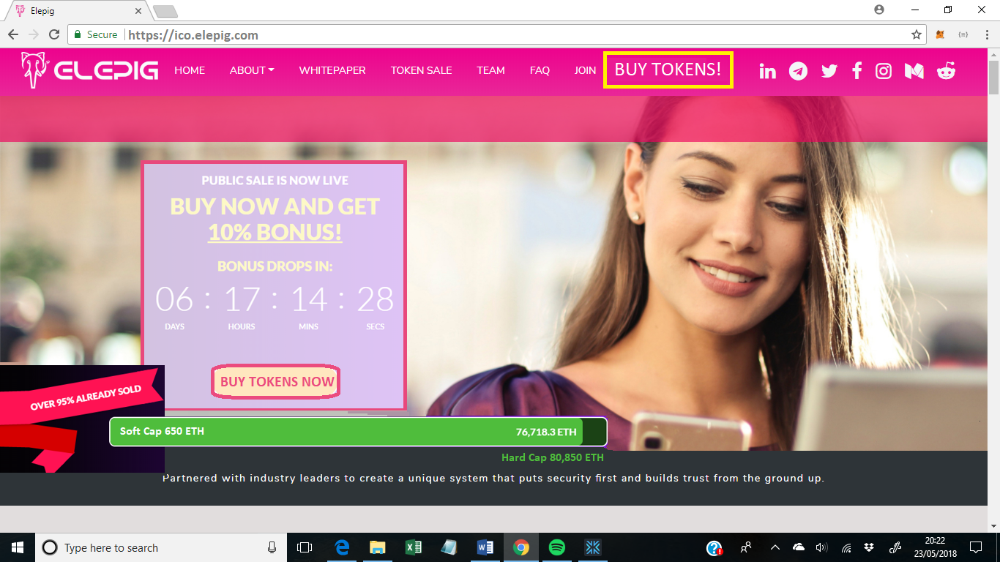 Elepig
Secure
https://ico.elepig.com
ELEPIG
HOME
ABOUT
WHITEPAPER
TOKEN SALE
TEAM
FAQ
JOIN
BUY TOKENS!
PUBLIC SALE IS NOW LIVE
BUY NOW AND GET
10% BONUS!
BONUS DROPS IN:
06 : 17 : 14 : 28
DAYS HOURS MINS SECS
BUY TOKENS NOW
OVER 95% ALREADY SOLD
Soft Cap 650 ETH
76,718.3 ETH
Hard Cap 80,850 ETH
Partnered with industry leaders to create a unique system that puts security first and builds trust from the ground up.
Type here to search
20:22
23/05/2018